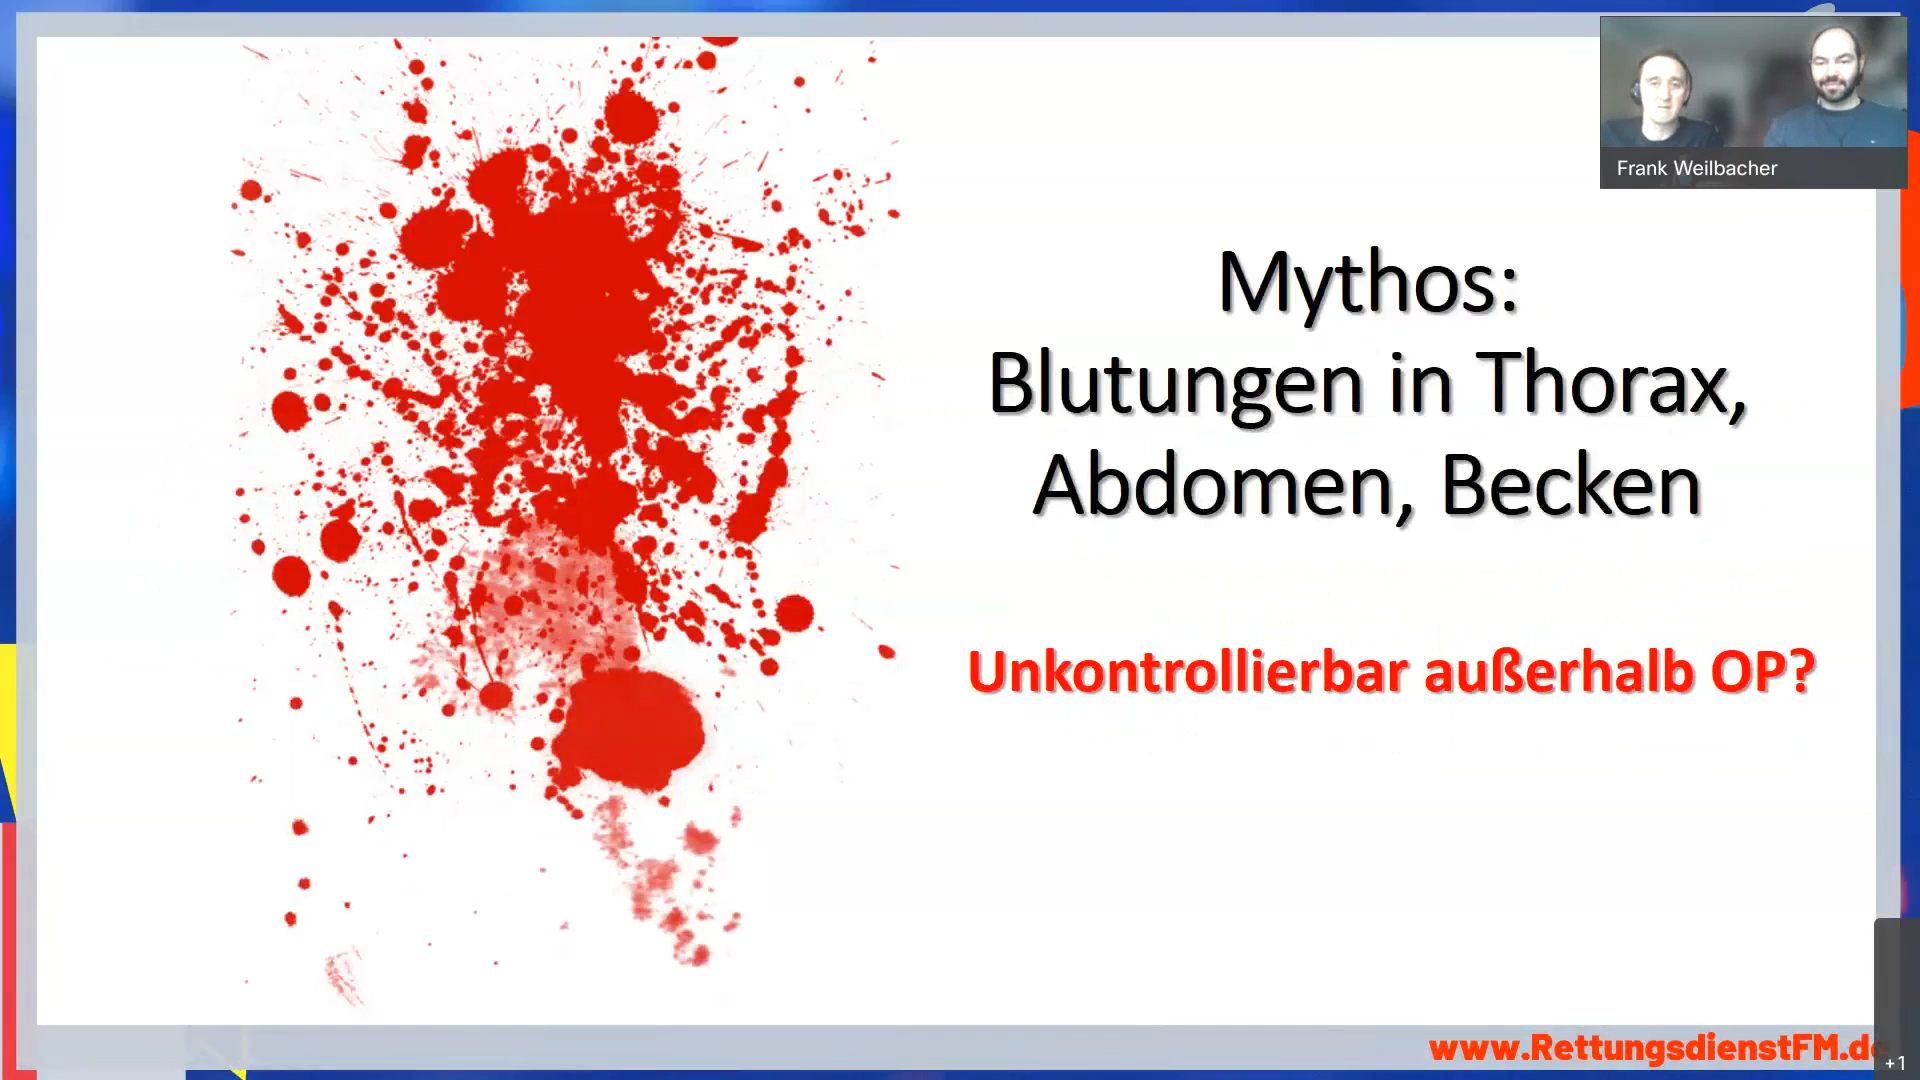 Frank Weilbacher
Mythos:
Blutungen in Thorax,
Abdomen, Becken
Unkontrollierbar außerhalb OP?
www.RettungsdienstFM.de
+1